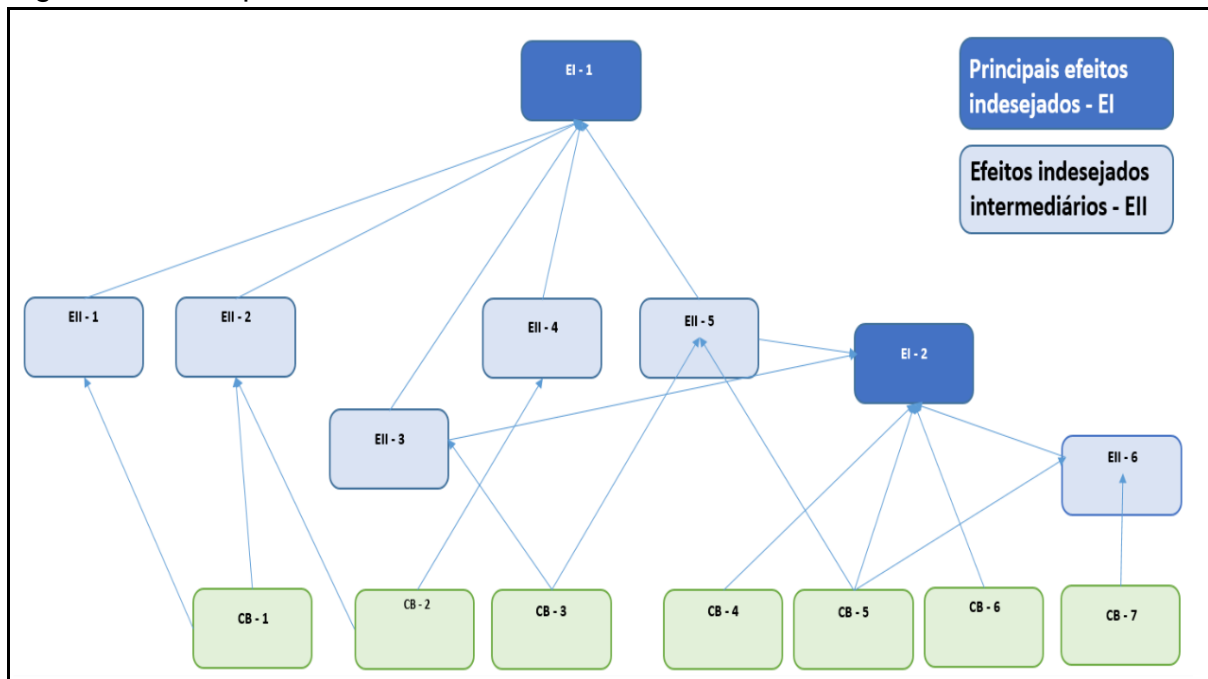 EI - 1
Principais efeitos
indesejados - EI
Efeitos indesejados
intermediários - EII
EII - 1
EII - 2
EII - 4
EII - 5
EI - 2
EII - 3
EII - 6
CB - 1
CB - 2
CB - 3
CB - 4
CB - 5
CB - 6
CB - 7